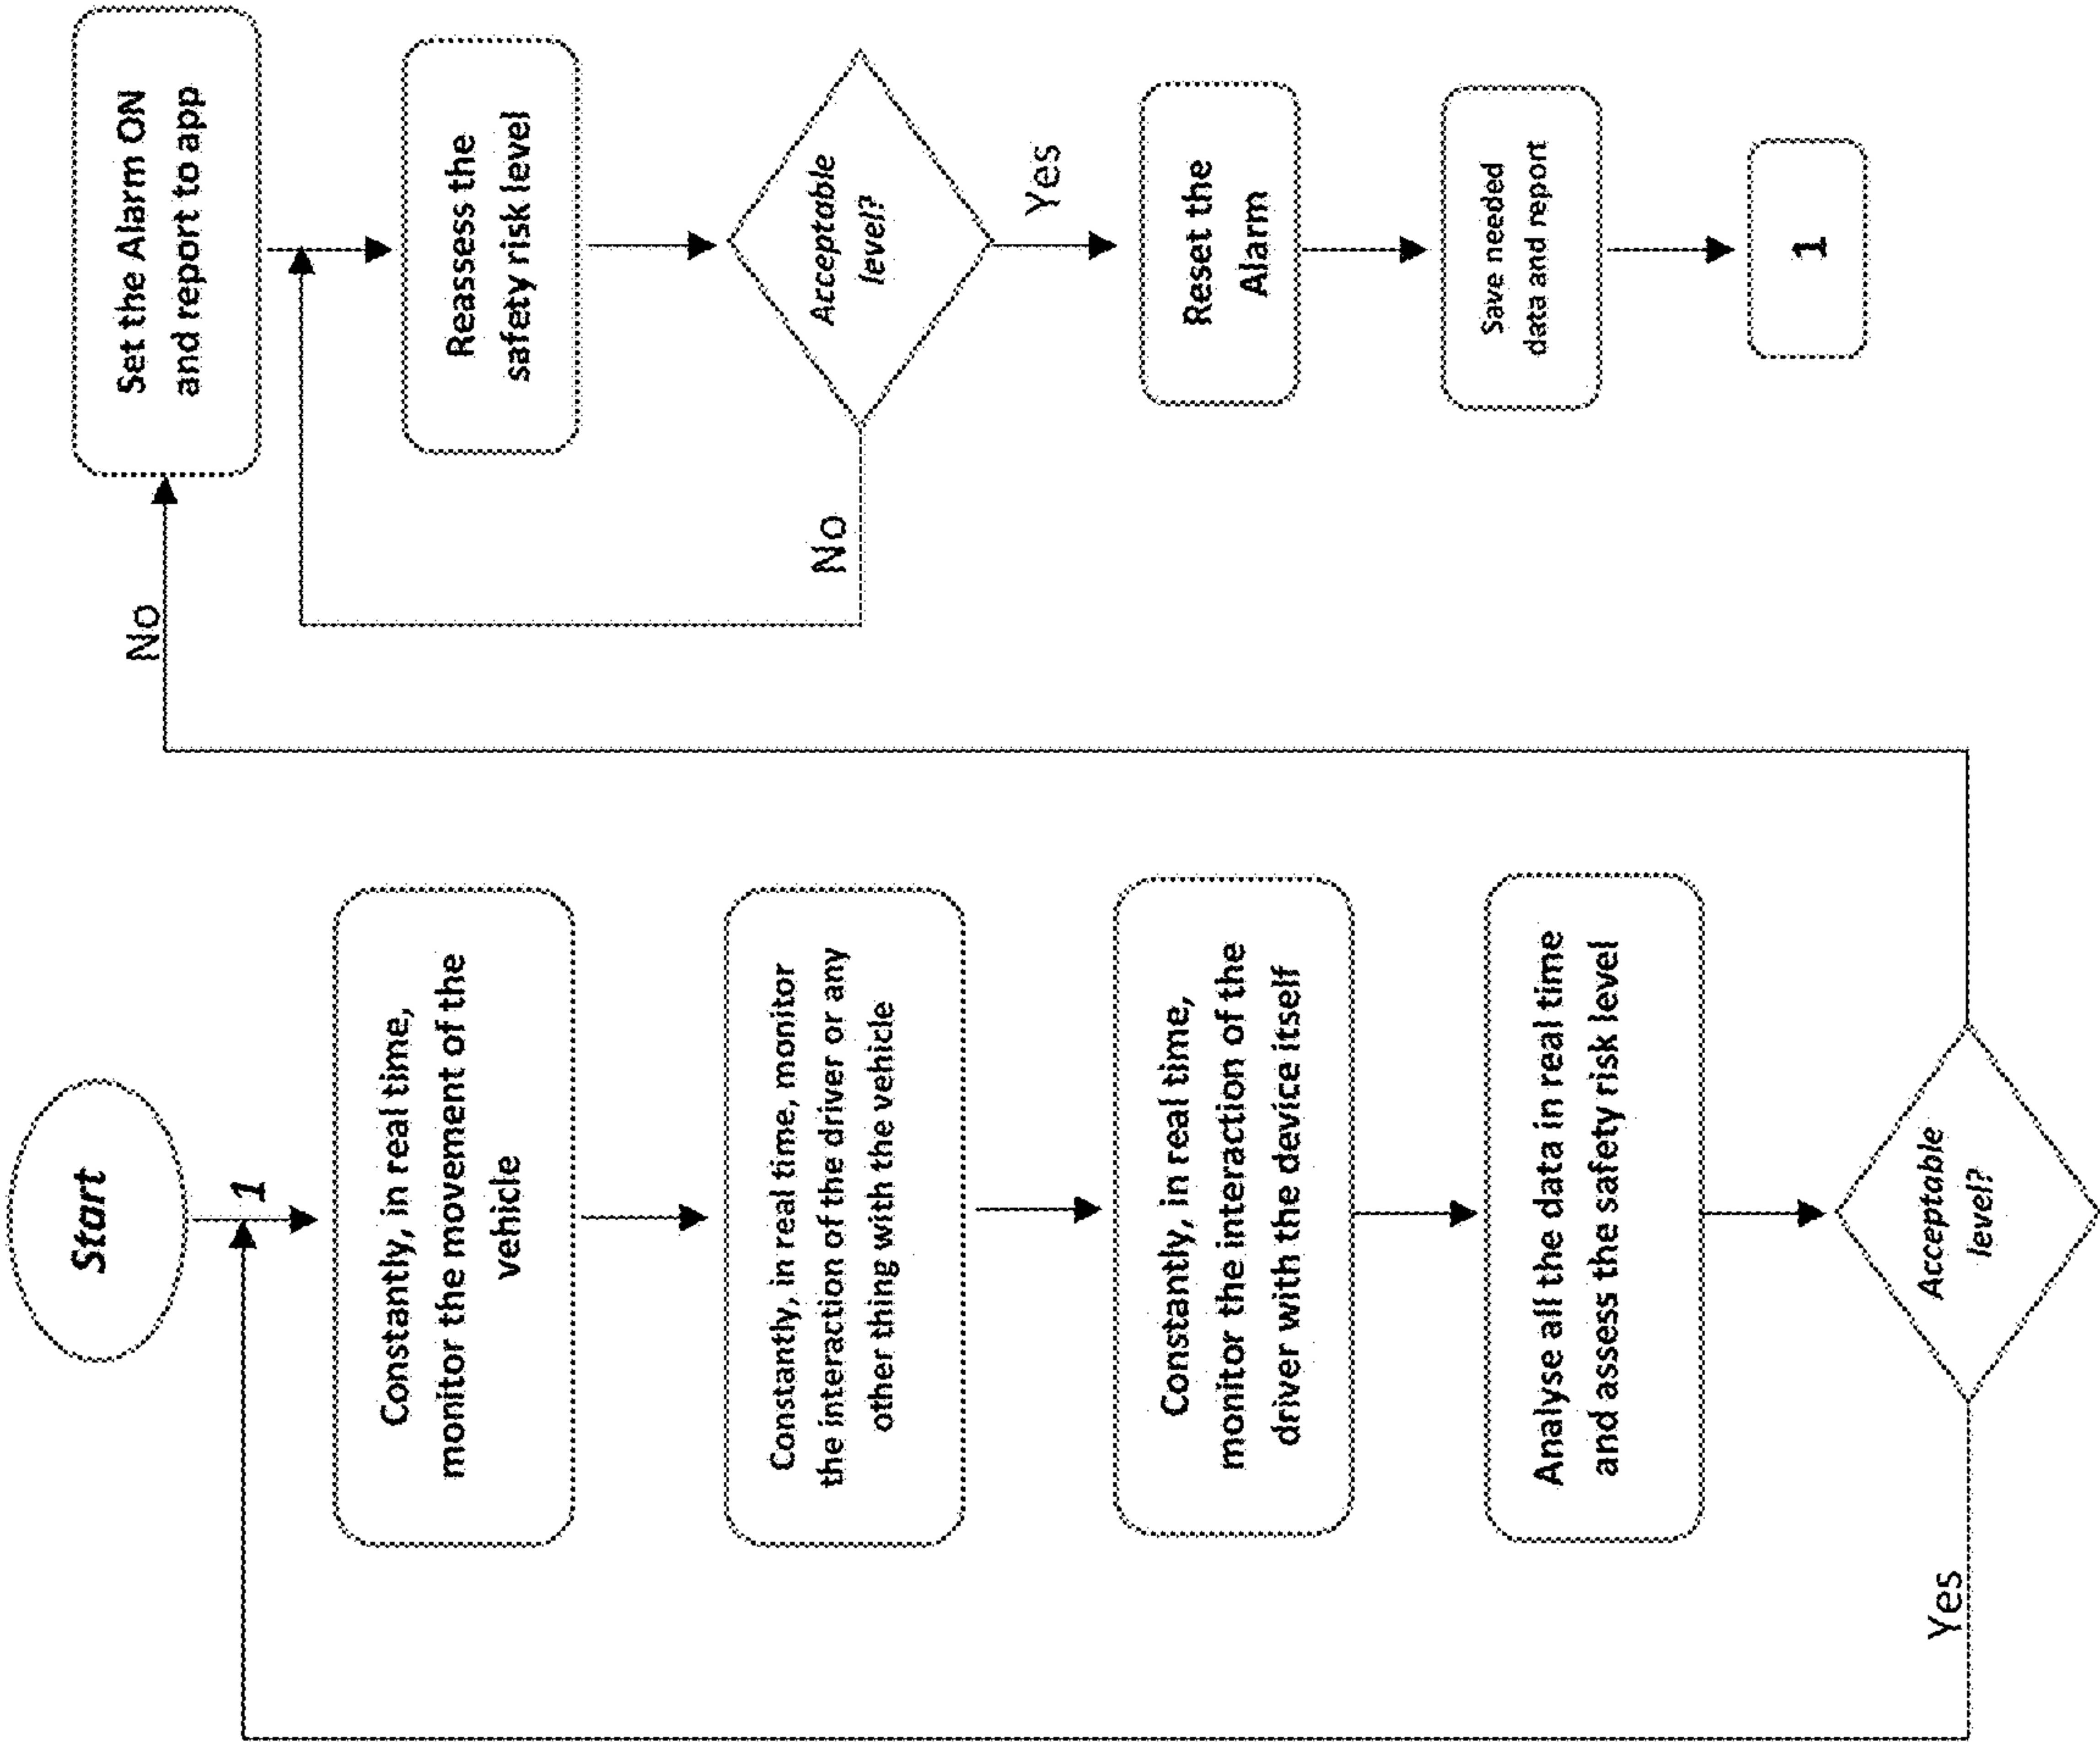 Start
1
Constantly, in real time,
monitor the movement of the
vehicle
Constantly, in real time, monitor
the interaction of the driver or any
other thing with the vehicle
Constantly, in real time,
monitor the interaction of the
driver with the device itself
Analyse all the data in real time
and assess the safety risk level
Acceptable
level?
Yes
No
Set the Alarm ON
and report to app
Reassess the
safety risk level
Acceptable
level?
No
Yes
Reset the
Alarm
Save needed
data and report
1